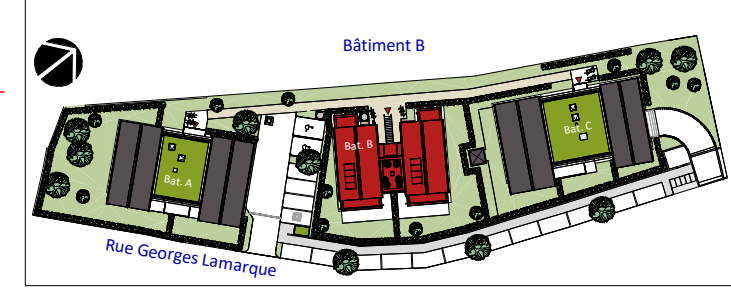 Bâtiment B
Bat. A
Bat. B
Bat. C
Rue Georges Lamarque